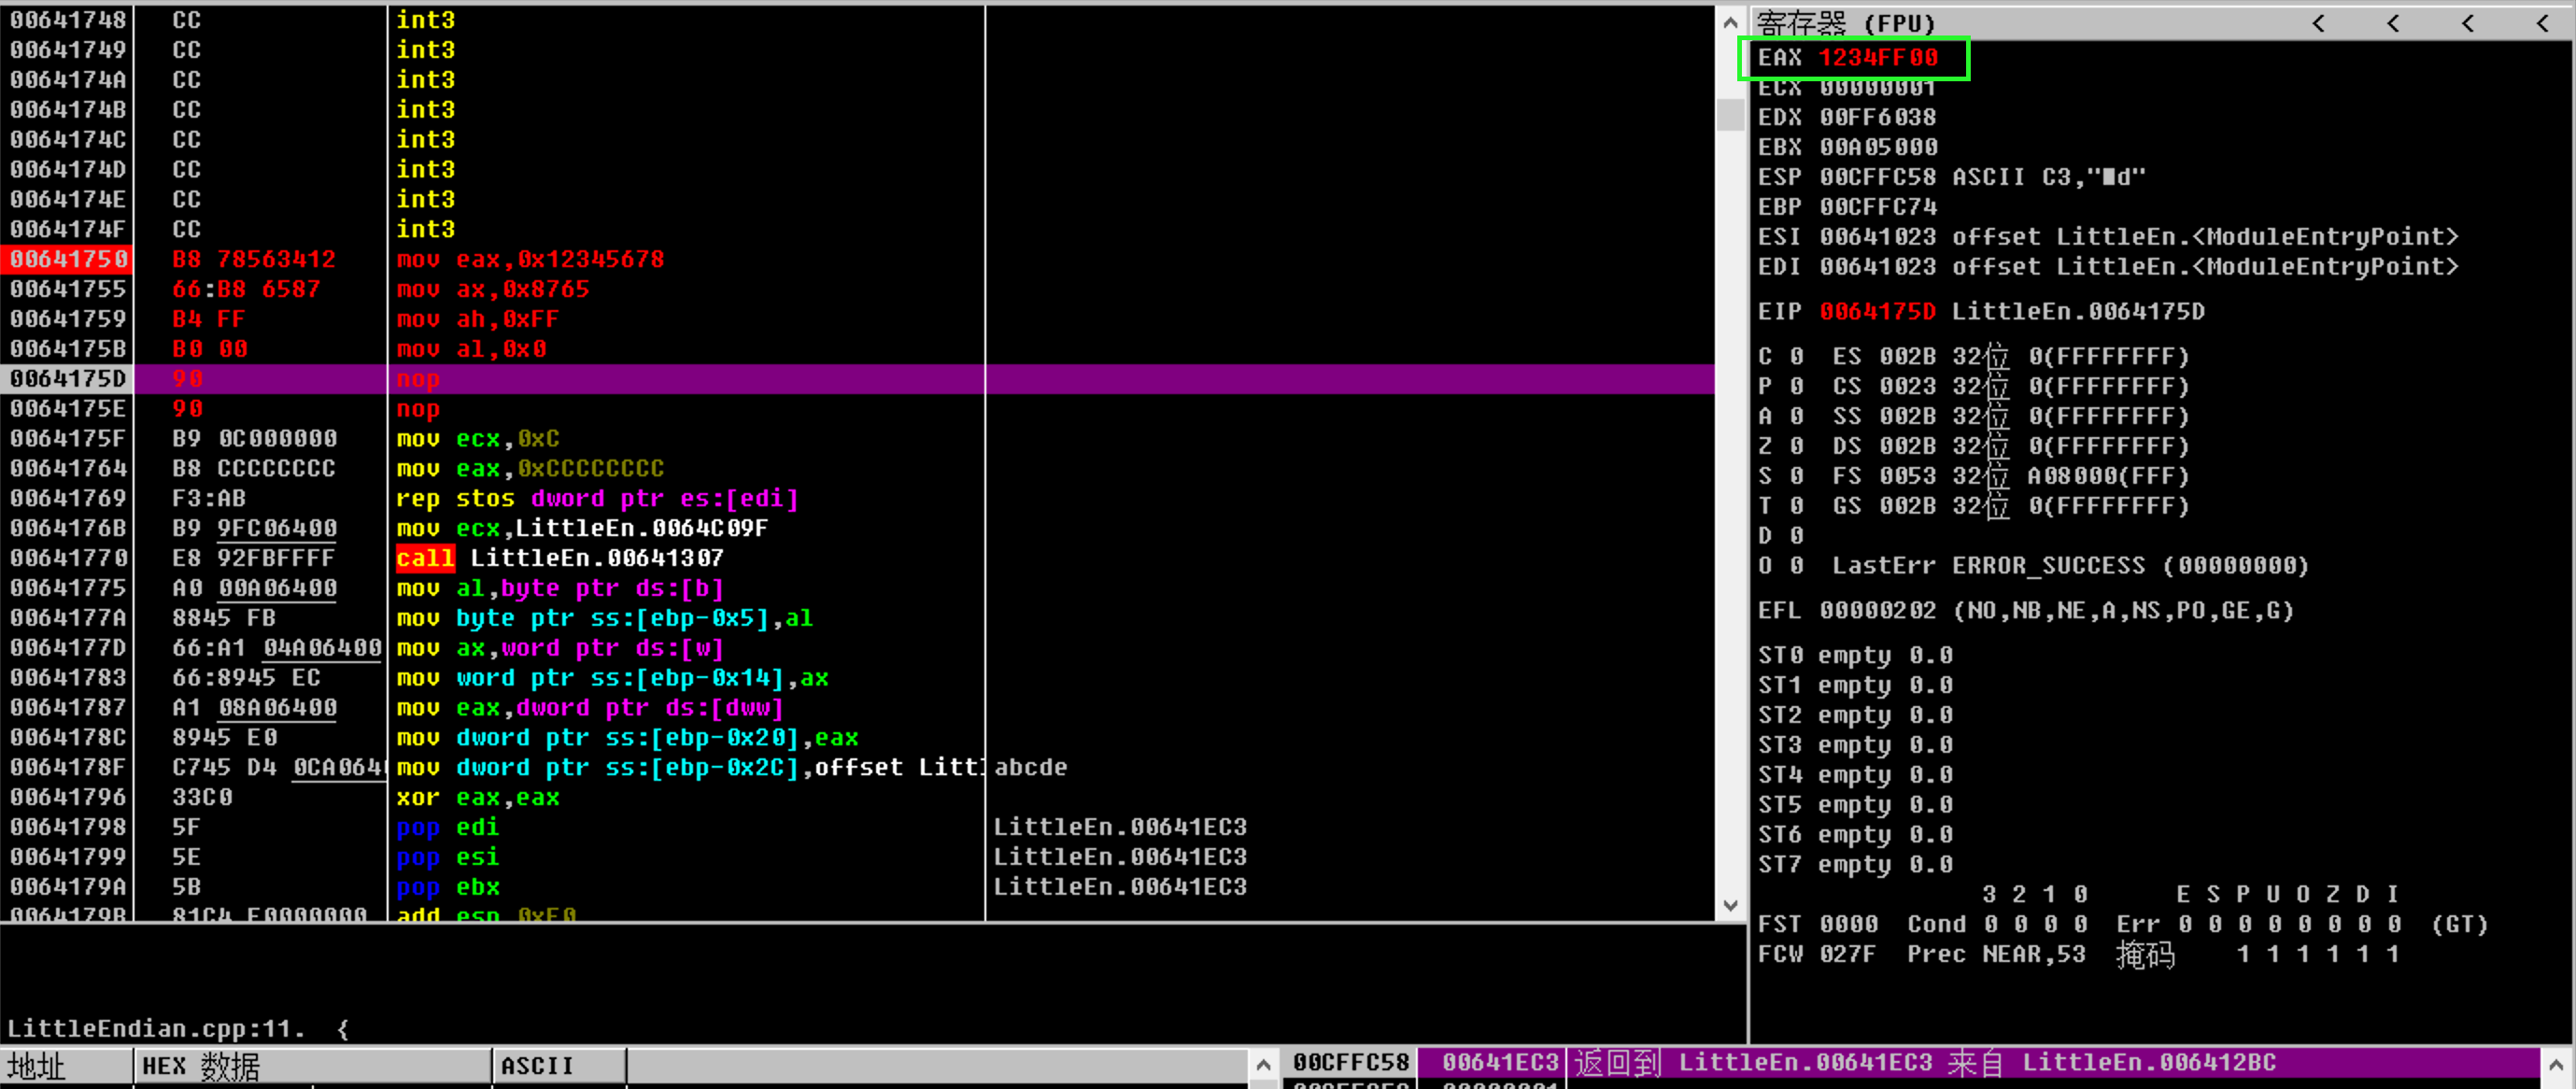 00641748 CC int3
00641749 CC int3
0064174A CC int3
0064174B CC int3
0064174C CC int3
0064174D CC int3
0064174E CC int3
0064174F CC int3
00641750 B8 78563412 mov eax,0x12345678
00641755 66:B8 6587 mov ax,0x8765
00641759 B4 FF mov ah,0xFF
0064175B B0 00 mov al,0x0
0064175D 90 nop
0064175E 90 nop
0064175F B9 0C000000 mov ecx,0xC
00641764 B8 CCCCCCCC mov eax,0xCCCCCCCC
00641769 F3:AB rep stos dword ptr es:[edi]
0064176B B9 9FC06400 mov ecx,LittleEn.0064C09F
00641770 E8 92FBFFFF call LittleEn.00641307
00641775 A0 00A06400 mov al,byte ptr ds:[b]
0064177A 8845 FB mov byte ptr ss:[ebp-0x5],al
0064177D 66:A1 04A06400 mov ax,word ptr ds:[w]
00641783 66:8945 EC mov word ptr ss:[ebp-0x14],ax
00641787 A1 08A06400 mov eax,dword ptr ds:[dww]
0064178C 8945 E0 mov dword ptr ss:[ebp-0x20],eax
0064178F C745 D4 0CA064 mov dword ptr ss:[ebp-0x2C],offset Littl abcde
00641796 33C0 xor eax,eax
00641798 5F pop edi LittleEn.00641EC3
00641799 5E pop esi LittleEn.00641EC3
0064179A 5B pop ebx LittleEn.00641EC3
0064179B 81C4 E0000000 add esp 0xE0
LittleEndian.cpp:11. {
寄存器 (FPU) < < < <
EAX 1234FF00
ECX 00000001
EDX 00FF6038
EBX 00A05000
ESP 00CFFC58 ASCII C3,"█d"
EBP 00CFFC74
ESI 00641023 offset LittleEn.<ModuleEntryPoint>
EDI 00641023 offset LittleEn.<ModuleEntryPoint>
EIP 0064175D LittleEn.0064175D
C 0 ES 002B 32位 0(FFFFFFFF)
P 0 CS 0023 32位 0(FFFFFFFF)
A 0 SS 002B 32位 0(FFFFFFFF)
Z 0 DS 002B 32位 0(FFFFFFFF)
S 0 FS 0053 32位 A08000(FFF)
T 0 GS 002B 32位 0(FFFFFFFF)
D 0
O 0 LastErr ERROR_SUCCESS (00000000)
EFL 00000202 (NO,NB,NE,A,NS,PO,GE,G)
ST0 empty 0.0
ST1 empty 0.0
ST2 empty 0.0
ST3 empty 0.0
ST4 empty 0.0
ST5 empty 0.0
ST6 empty 0.0
ST7 empty 0.0
3 2 1 0 E S P U O Z D I
FST 0000 Cond 0 0 0 0 Err 0 0 0 0 0 0 0 0 (GT)
FCW 027F Prec NEAR,53 掩码 1 1 1 1 1 1
地址 HEX 数据 ASCII
00CFFC58 00641EC3 返回到 LittleEn.00641EC3 来自 LittleEn.006412BC